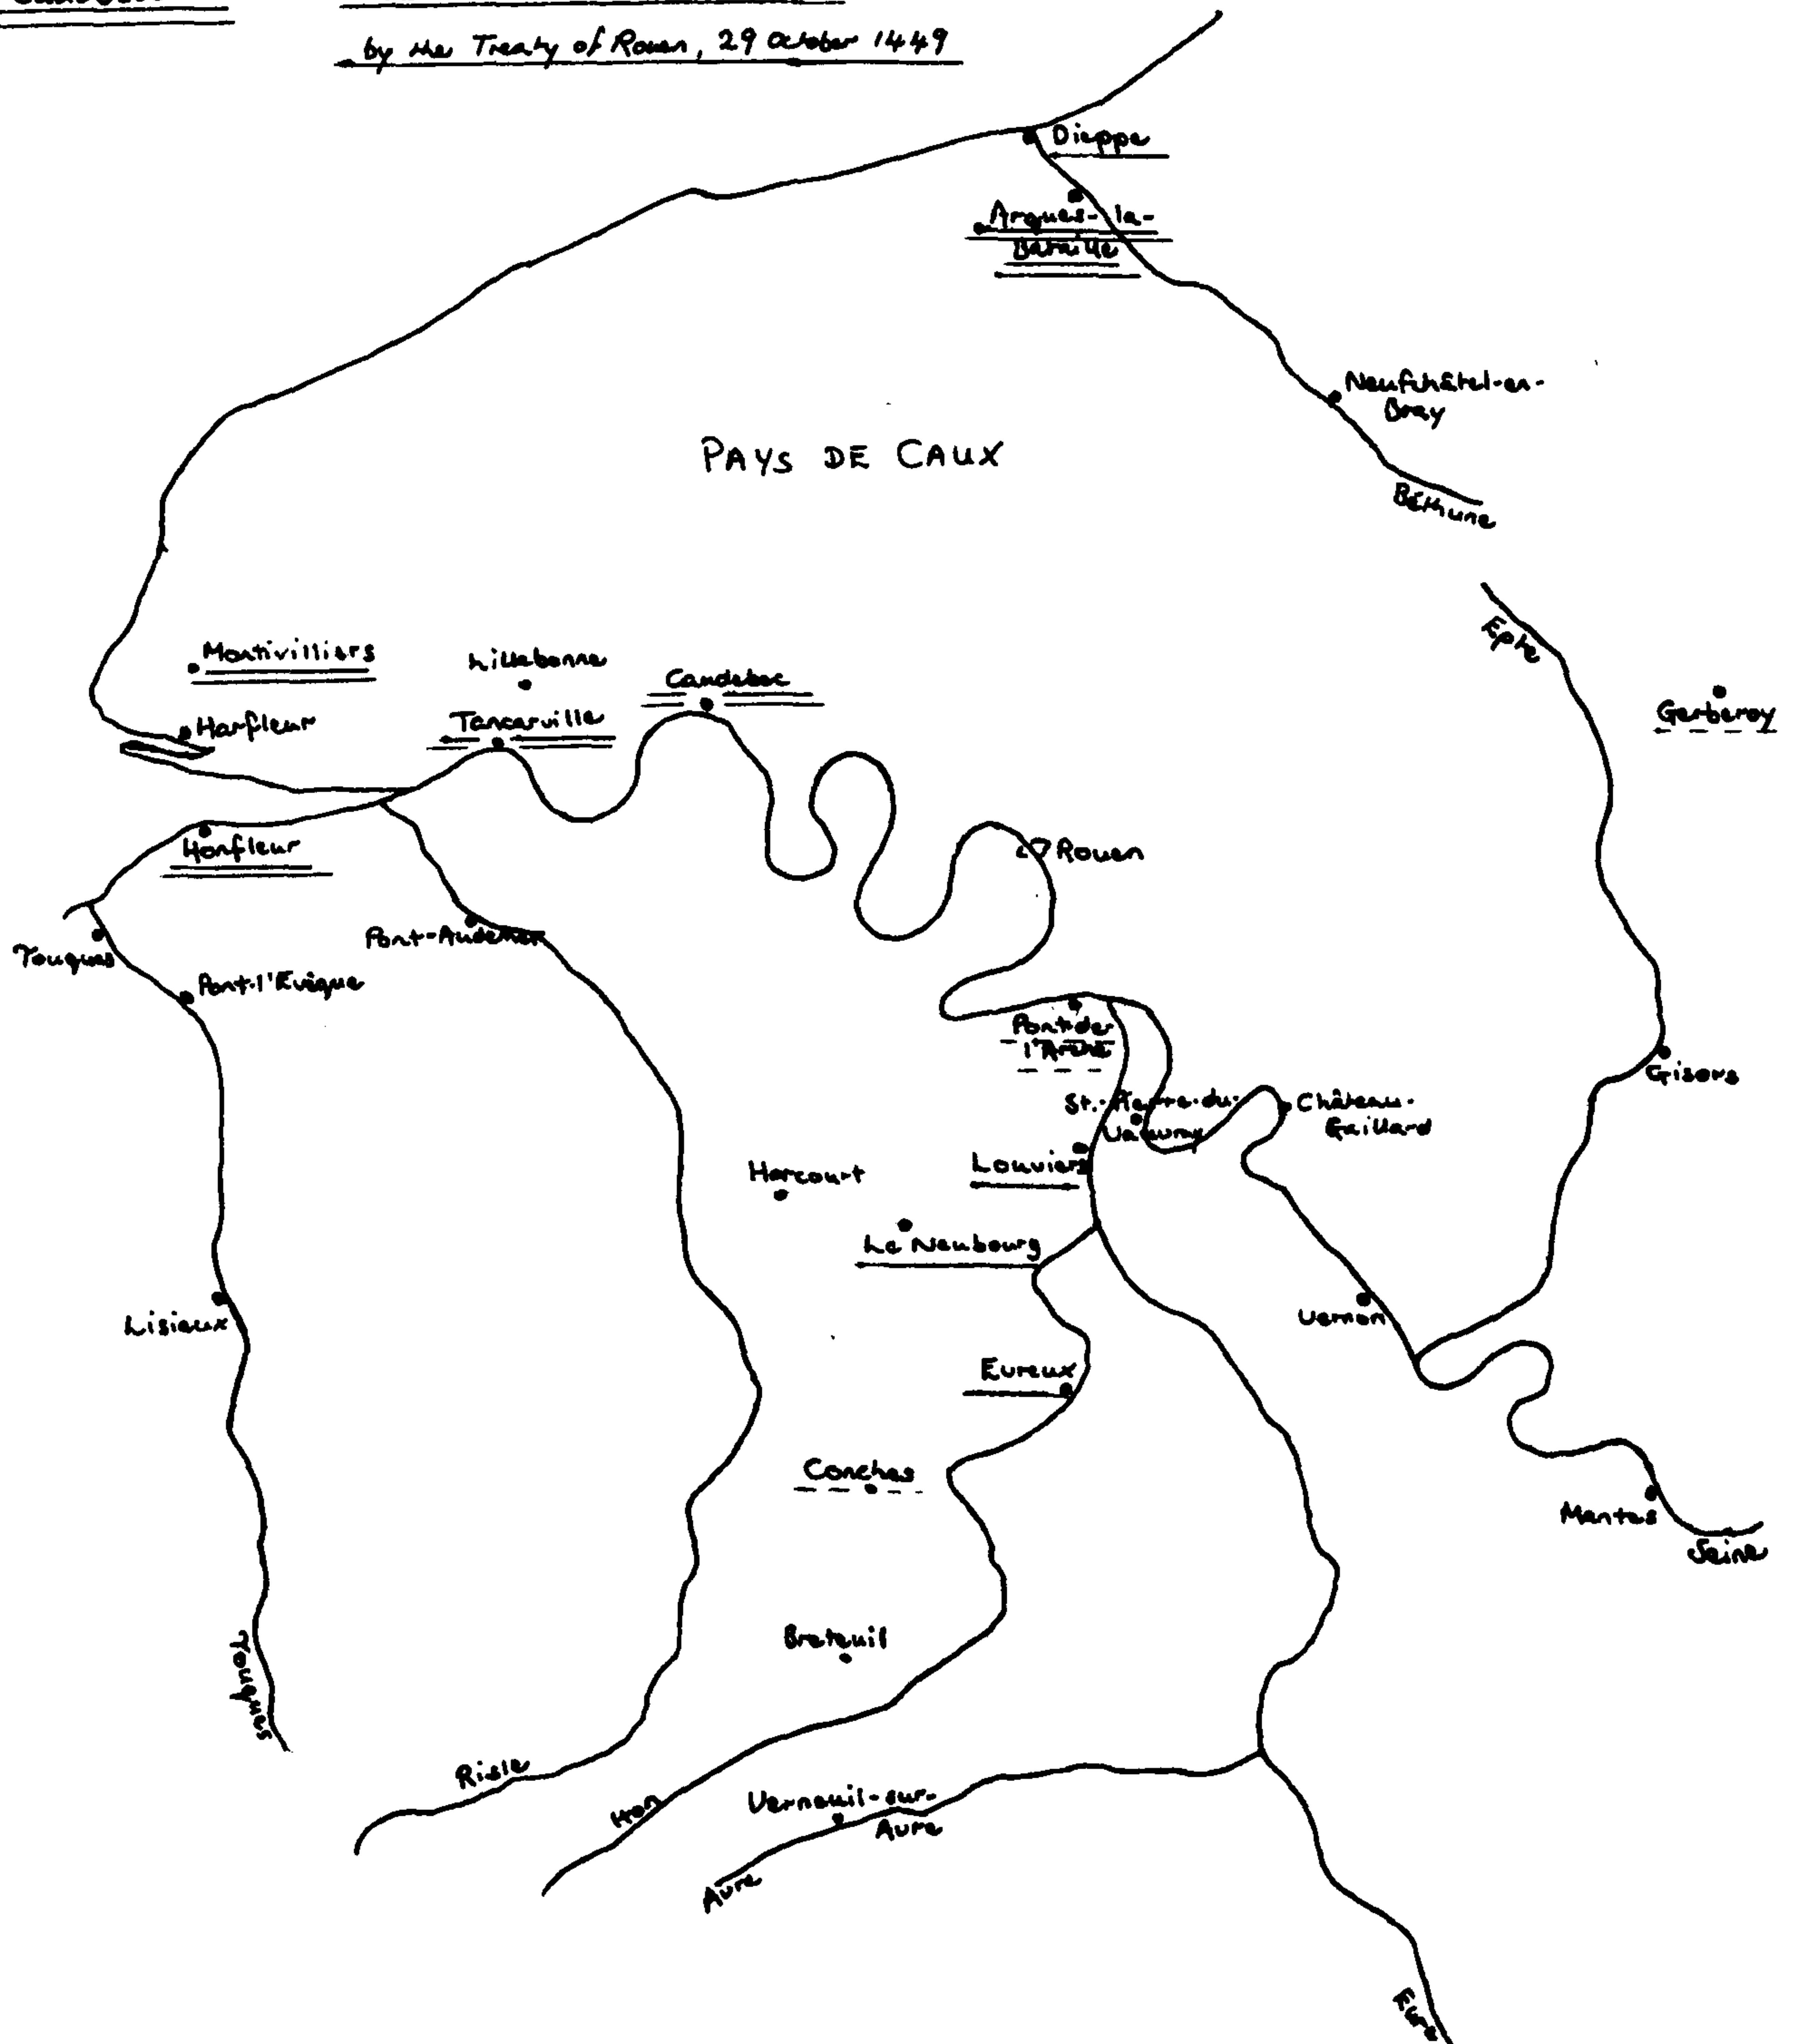 by the Treaty of Rouen, 29 October 1449
Dieppe
Arques-la-
Bataille
Neufchâtel-en-
Bray
PAYS DE CAUX
Béthune
Epte
Montivilliers
Lillebonne
Caudebec
Gerberoy
Harfleur
Tancarville
Honfleur
Rouen
Touques
Pont-Audemer
Pont-l'Evêque
Pont-de-
l'Arche
Gisors
St.-Pierre-du-
Vauvray
Château-
Gaillard
Louviers
Harcourt
Le Neubourg
Vernon
Lisieux
Evreux
Conches
Mantes
Seine
Breteuil
Touques
Risle
Iton
Verneuil-sur-
Aure
Aure
Eure